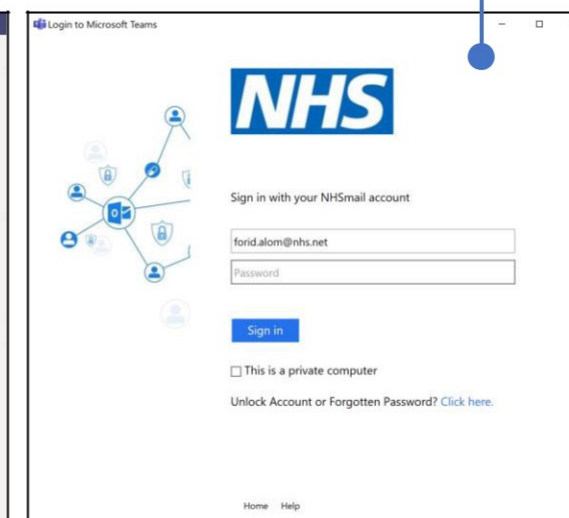 Login to Microsoft Teams
NHS
Sign in with your NHSmail account
forid.alom@nhs.net
Password
Sign in
This is a private computer
Unlock Account or Forgotten Password? Click here.
Home Help